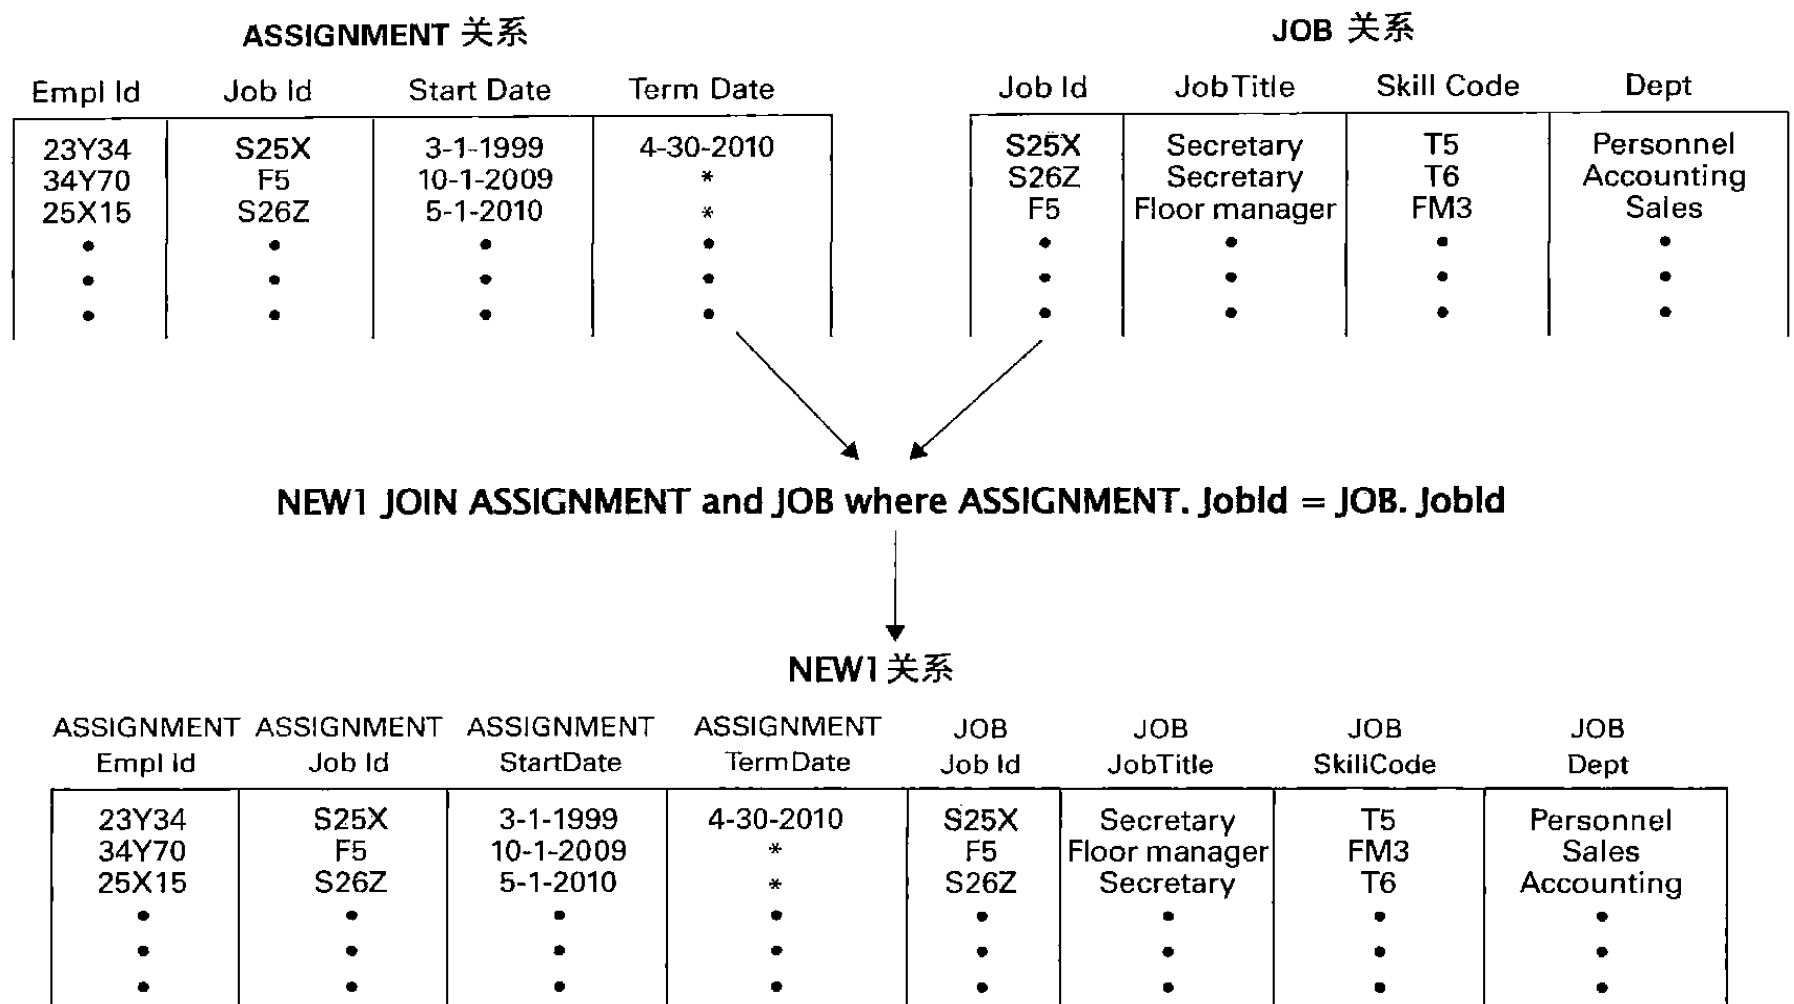 ASSIGNMENT 关系
Empl Id Job Id Start Date Term Date
23Y34 S25X 3-1-1999 4-30-2010
34Y70 F5 10-1-2009 *
25X15 S26Z 5-1-2010 *
JOB 关系
Job Id Job Title Skill Code Dept
S25X Secretary T5 Personnel
S26Z Secretary T6 Accounting
F5 Floor manager FM3 Sales
NEW1 JOIN ASSIGNMENT and JOB where ASSIGNMENT. JobId = JOB. JobId
NEW1 关系
ASSIGNMENT ASSIGNMENT ASSIGNMENT ASSIGNMENT JOB JOB JOB JOB
Empl Id Job Id StartDate TermDate Job Id JobTitle SkillCode Dept
23Y34 S25X 3-1-1999 4-30-2010 S25X Secretary T5 Personnel
34Y70 F5 10-1-2009 * F5 Floor manager FM3 Sales
25X15 S26Z 5-1-2010 * S26Z Secretary T6 Accounting